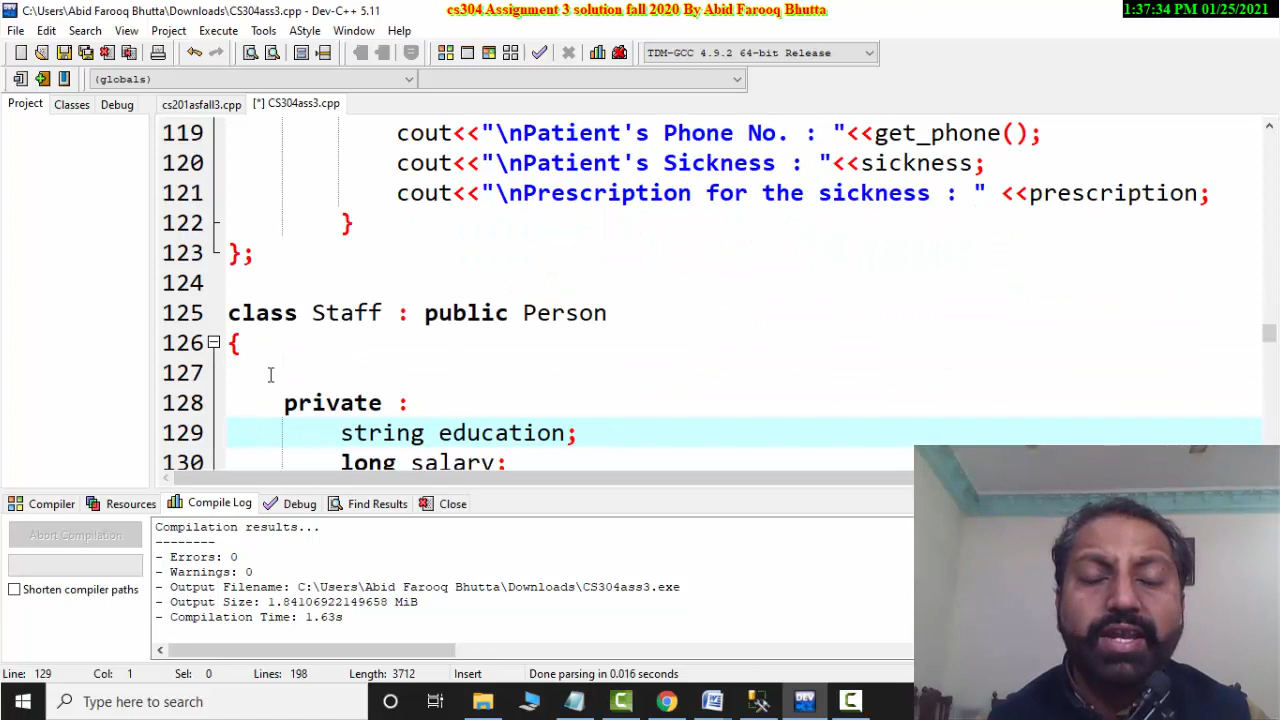 C:\Users\Abid Farooq Bhutta\Downloads\CS304ass3.cpp - Dev-C++ 5.11
cs304 Assignment 3 solution fall 2020 By Abid Farooq Bhutta
1:37:34 PM 01/25/2021
File Edit Search View Project Execute Tools AStyle Window Help
TDM-GCC 4.9.2 64-bit Release
(globals)
Project Classes Debug cs201asfall3.cpp [*] CS304ass3.cpp
119 cout<<"\nPatient's Phone No. : "<<get_phone();
120 cout<<"\nPatient's Sickness : "<<sickness;
121 cout<<"\nPrescription for the sickness : " <<prescription;
122 }
123 };
124
125 class Staff : public Person
126 {
127
128 private :
129 string education;
130 long salary;
Compiler Resources Compile Log Debug Find Results Close
Abort Compilation
Shorten compiler paths
Compilation results...
--------
- Errors: 0
- Warnings: 0
- Output Filename: C:\Users\Abid Farooq Bhutta\Downloads\CS304ass3.exe
- Output Size: 1.84106922149658 MiB
- Compilation Time: 1.63s
Line: 129 Col: 1 Sel: 0 Lines: 198 Length: 3712 Insert Done parsing in 0.016 seconds
Type here to search